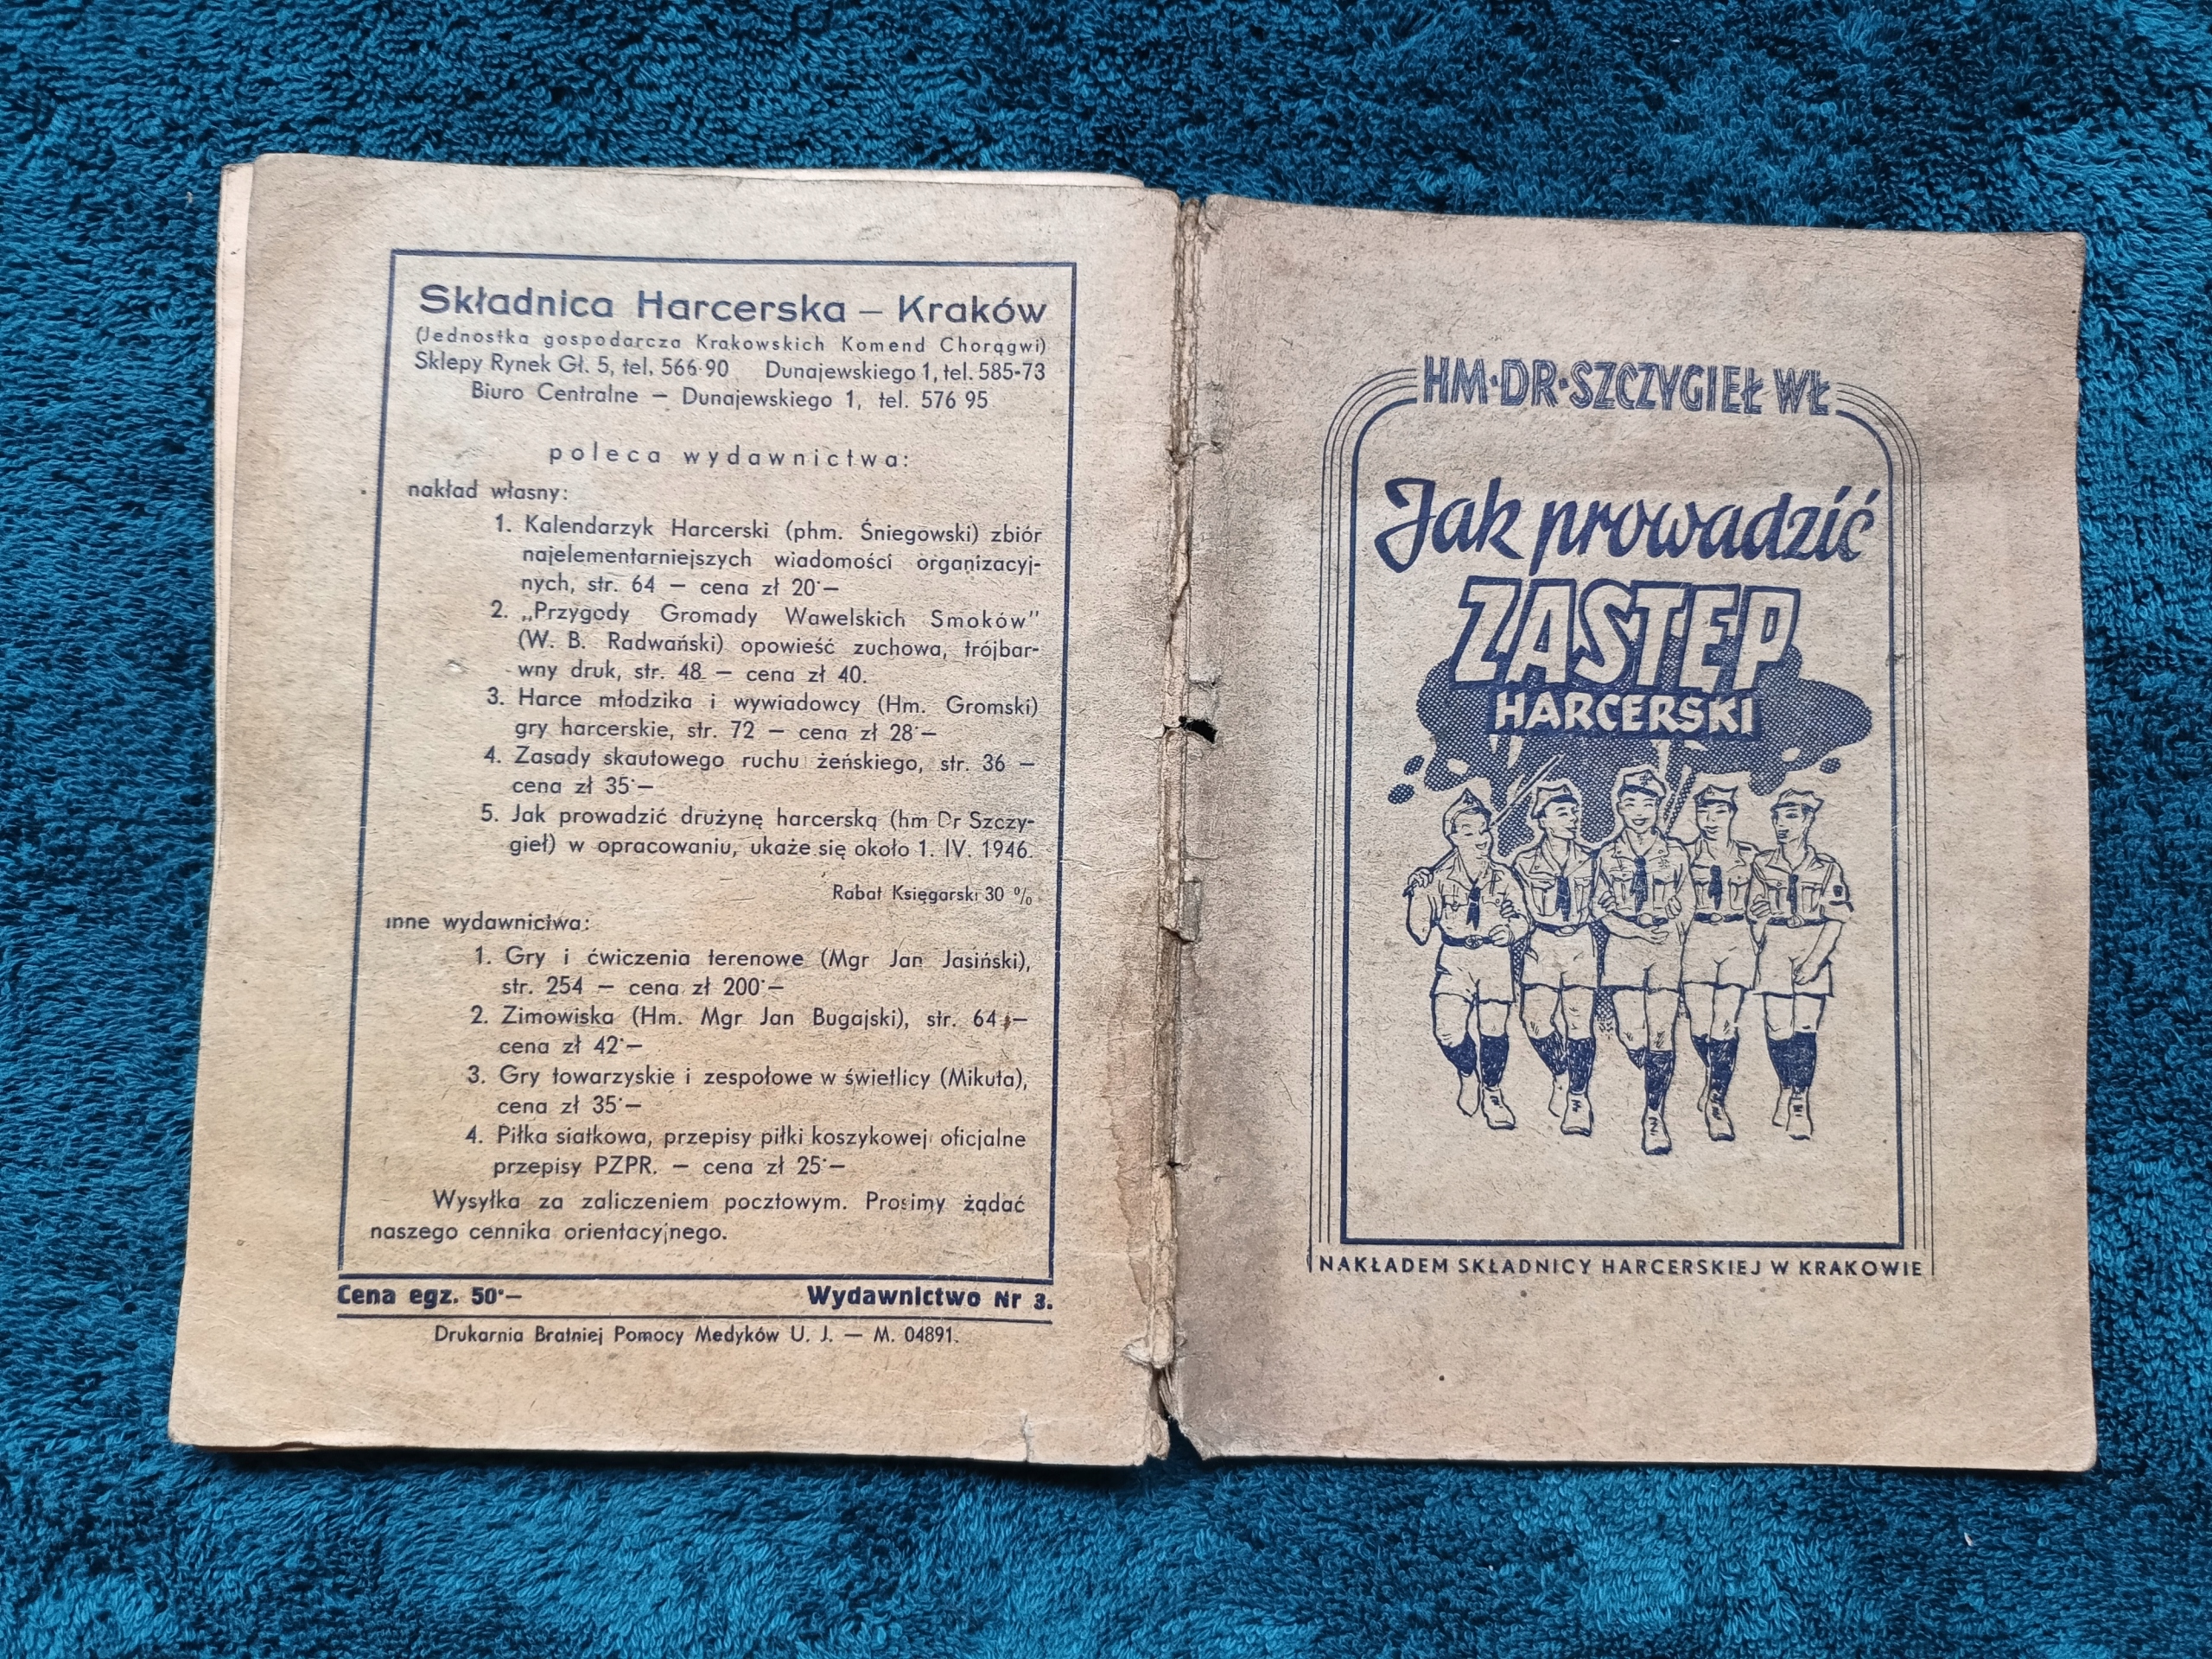 Składnica Harcerska – Kraków
(Jednostka gospodarcza Krakowskich Komend Chorągwi)
Sklepy Rynek Gł. 5, tel. 566-90 Dunajewskiego 1, tel. 585-73
Biuro Centralne – Dunajewskiego 1, tel. 576 95
poleca wydawnictwa:
nakład własny:
1. Kalendarzyk Harcerski (phm. Śniegowski) zbiór
najelementarniejszych wiadomości organizacyj-
nych, str. 64 – cena zł 20·–
2. „Przygody Gromady Wawelskich Smoków"
(W. B. Radwański) opowieść zuchowa, trójbar-
wny druk, str. 48 – cena zł 40.
3. Harce młodzika i wywiadowcy (Hm. Gromski)
gry harcerskie, str. 72 – cena zł 28·–
4. Zasady skautowego ruchu żeńskiego, str. 36 –
cena zł 35·–
5. Jak prowadzić drużynę harcerską (hm Dr Szczy-
gieł) w opracowaniu, ukaże się około 1. IV. 1946.
Rabat Księgarski 30 %
inne wydawnictwa:
1. Gry i ćwiczenia terenowe (Mgr Jan Jasiński),
str. 254 – cena zł 200·–
2. Zimowiska (Hm. Mgr Jan Bugajski), str. 64 –
cena zł 42·–
3. Gry towarzyskie i zespołowe w świetlicy (Mikuła),
cena zł 35·–
4. Piłka siatkowa, przepisy piłki koszykowej oficjalne
przepisy PZPR. – cena zł 25·–
Wysyłka za zaliczeniem pocztowym. Prosimy żądać
naszego cennika orientacyjnego.
Cena egz. 50·– Wydawnictwo Nr 3.
Drukarnia Bratniej Pomocy Medyków U. J. – M. 04891.
HM·DR·SZCZYGIEŁ WŁ
Jak prowadzić
ZASTĘP
HARCERSKI
NAKŁADEM SKŁADNICY HARCERSKIEJ W KRAKOWIE